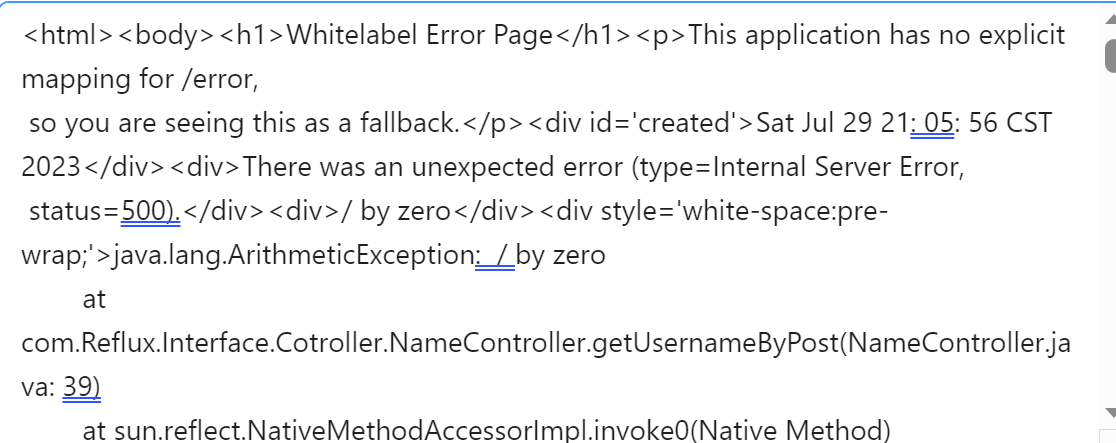 <html><body><h1>Whitelabel Error Page</h1><p>This application has no explicit
mapping for /error,
so you are seeing this as a fallback.</p><div id='created'>Sat Jul 29 21: 05: 56 CST
2023</div><div>There was an unexpected error (type=Internal Server Error,
status=500).</div><div>/ by zero</div><div style='white-space:pre-
wrap;'>java.lang.ArithmeticException: / by zero
at
com.Reflux.Interface.Cotroller.NameController.getUsernameByPost(NameController.ja
va: 39)
at sun.reflect.NativeMethodAccessorImpl.invoke0(Native Method)